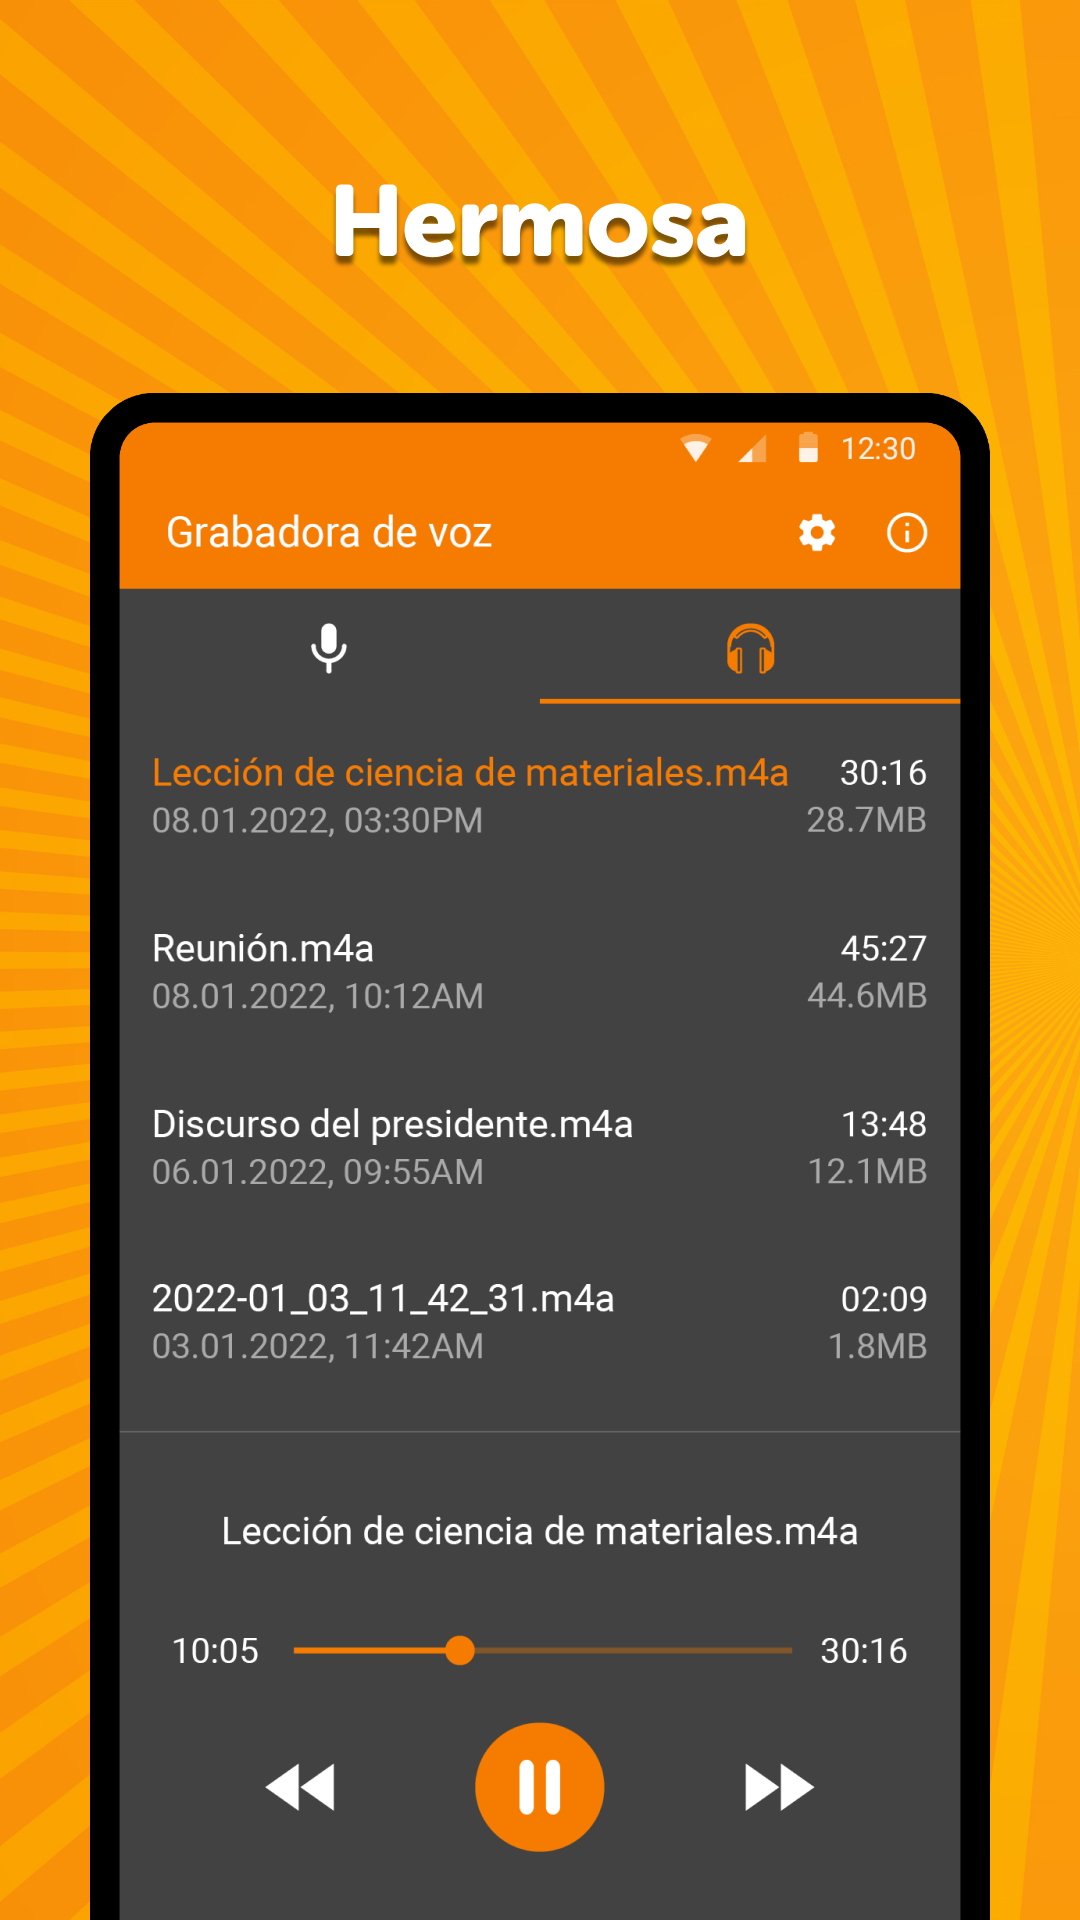 Hermosa
12:30
Grabadora de voz
Lección de ciencia de materiales.m4a 30:16
08.01.2022, 03:30PM 28.7MB
Reunión.m4a 45:27
08.01.2022, 10:12AM 44.6MB
Discurso del presidente.m4a 13:48
06.01.2022, 09:55AM 12.1MB
2022-01_03_11_42_31.m4a 02:09
03.01.2022, 11:42AM 1.8MB
Lección de ciencia de materiales.m4a
10:05 30:16